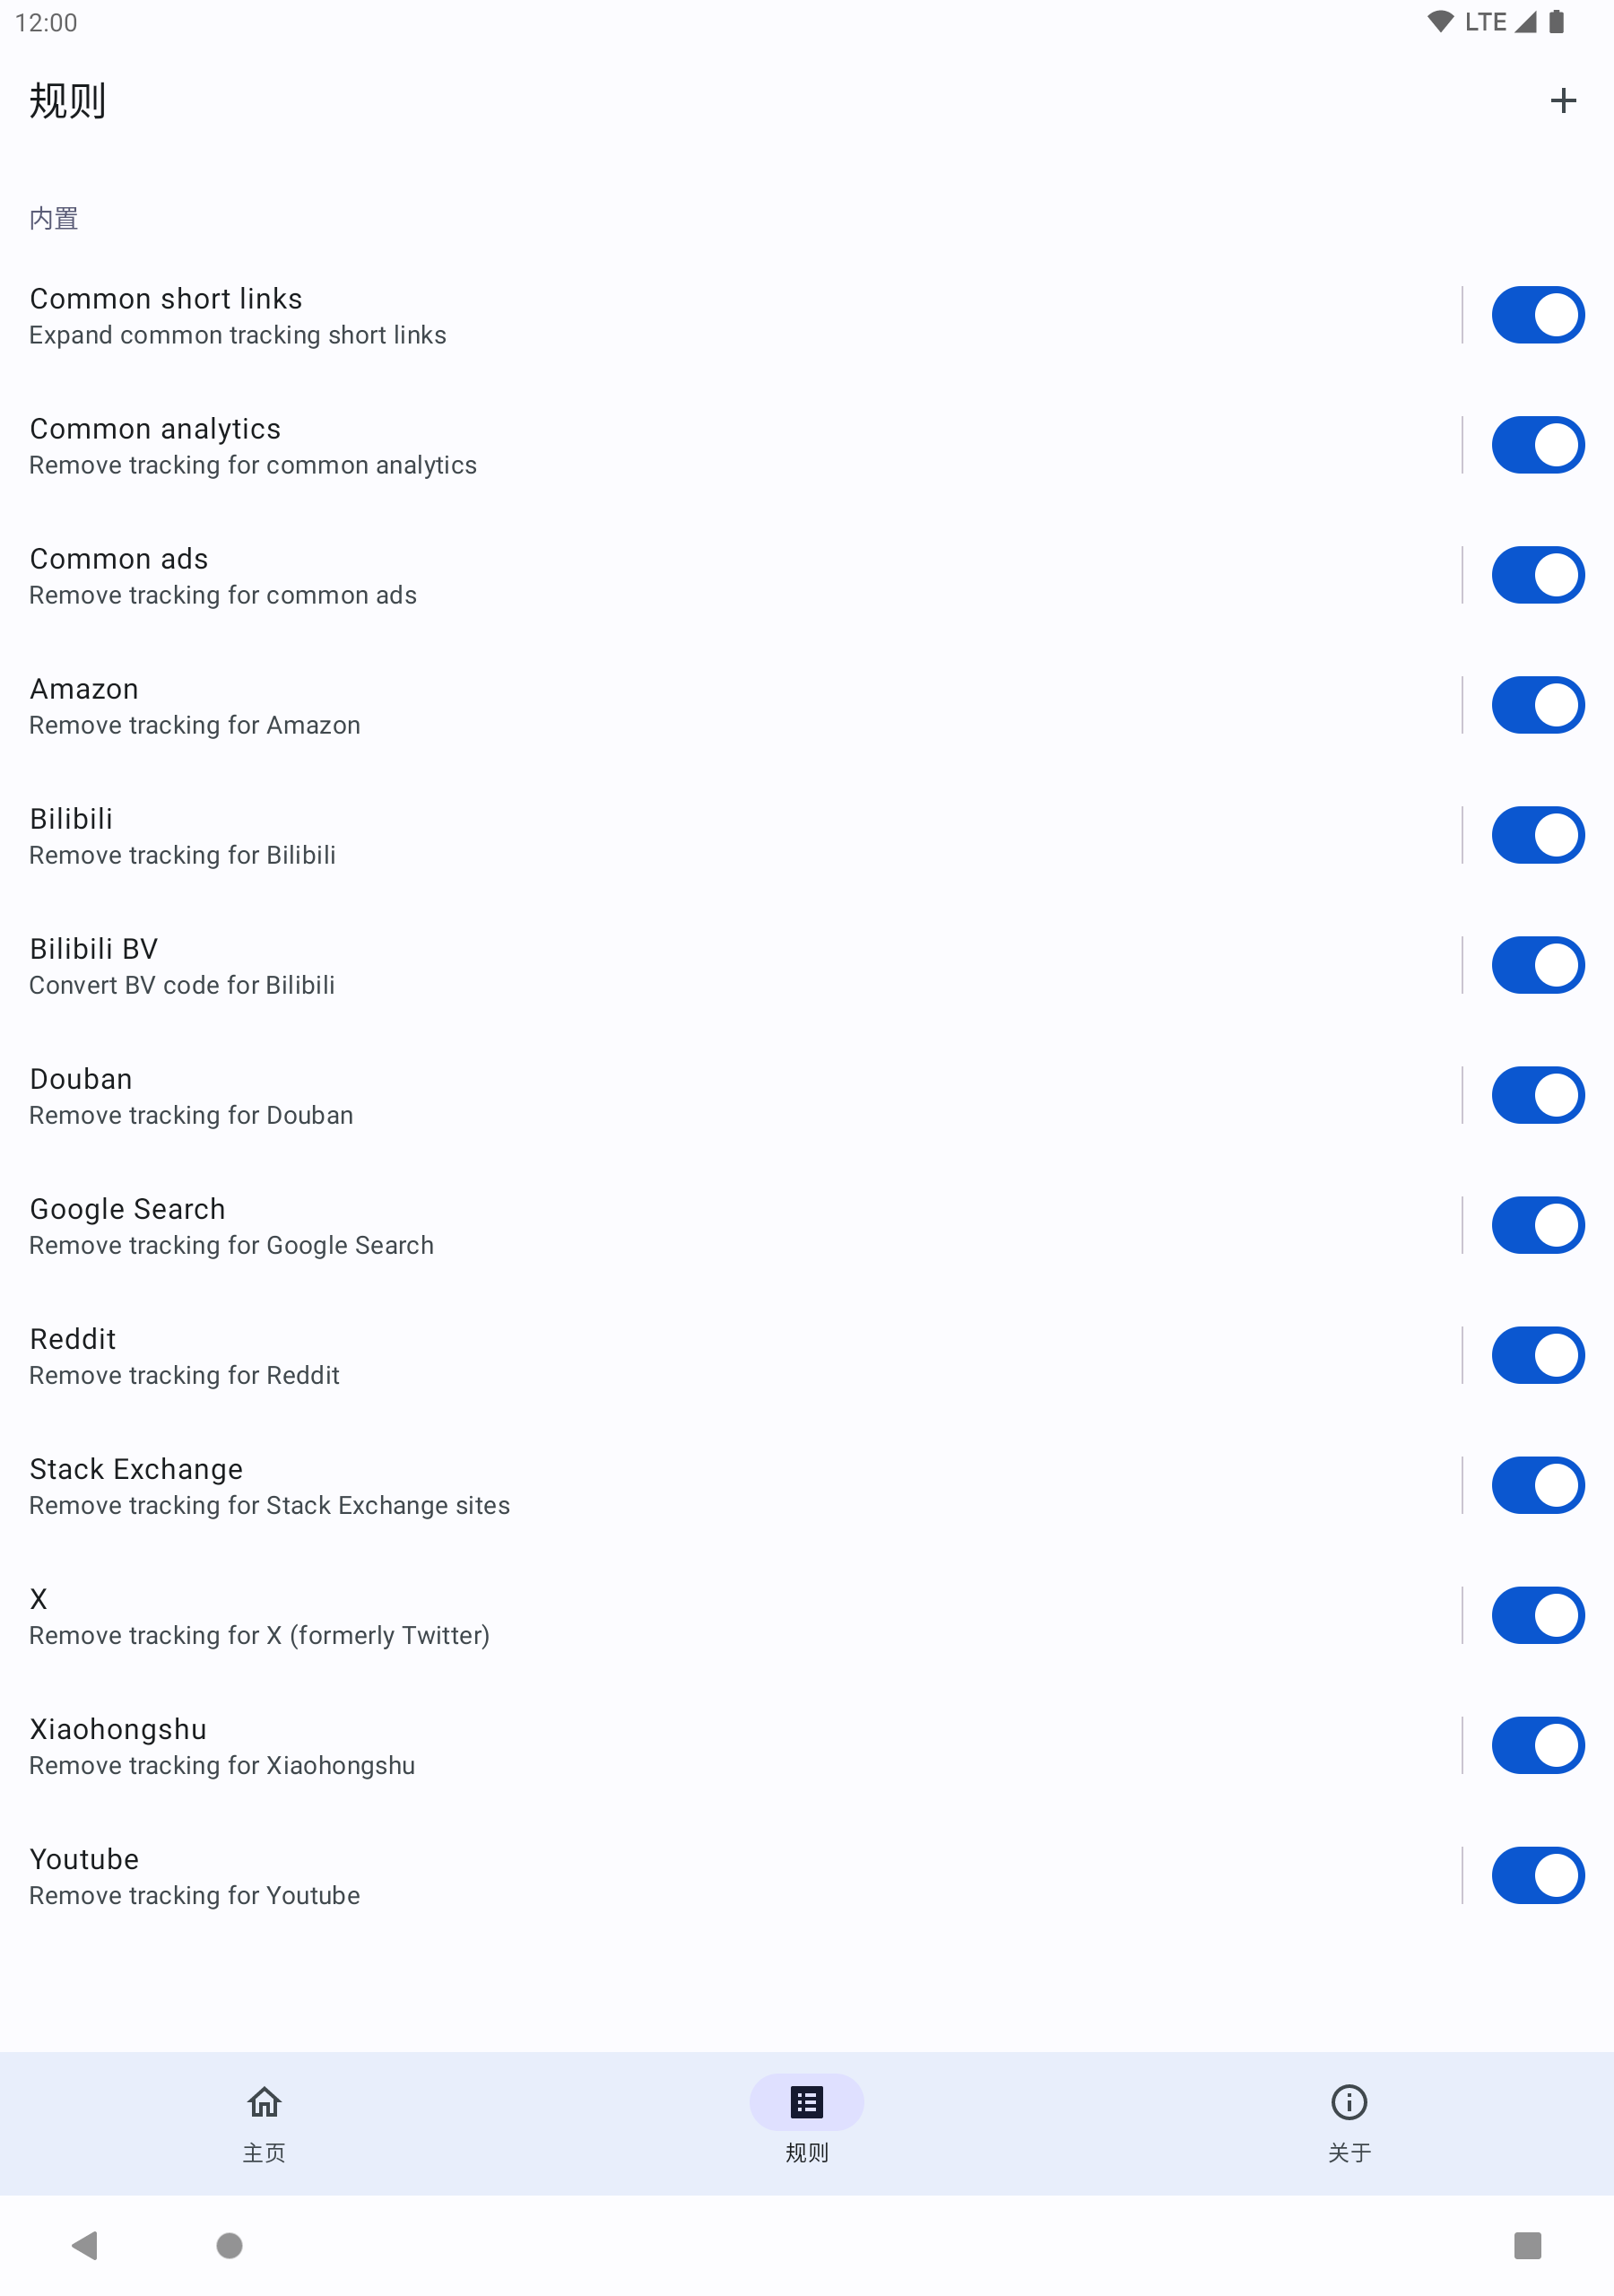 12:00
LTE
规则
内置
Common short links
Expand common tracking short links
Common analytics
Remove tracking for common analytics
Common ads
Remove tracking for common ads
Amazon
Remove tracking for Amazon
Bilibili
Remove tracking for Bilibili
Bilibili BV
Convert BV code for Bilibili
Douban
Remove tracking for Douban
Google Search
Remove tracking for Google Search
Reddit
Remove tracking for Reddit
Stack Exchange
Remove tracking for Stack Exchange sites
X
Remove tracking for X (formerly Twitter)
Xiaohongshu
Remove tracking for Xiaohongshu
Youtube
Remove tracking for Youtube
主页
规则
关于